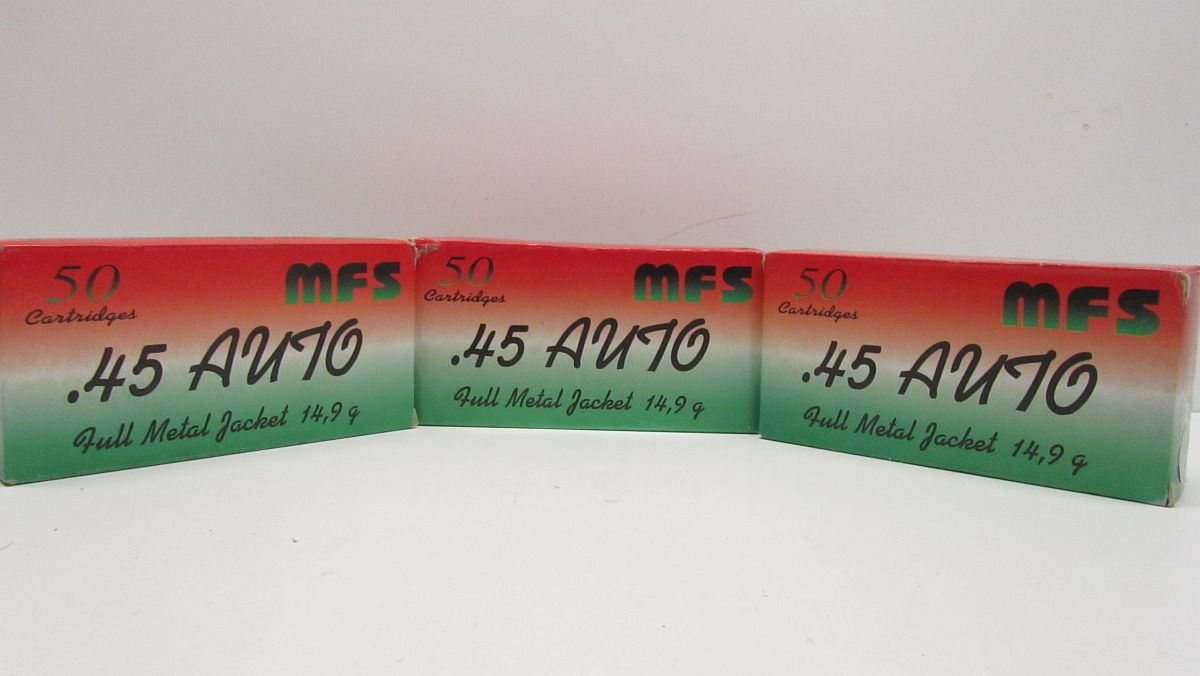 50 MFS
Cartridges
.45 AUTO
Full Metal Jacket 14,9 g
50 MFS
Cartridges
.45 AUTO
Full Metal Jacket 14,9 g
50 MFS
Cartridges
.45 AUTO
Full Metal Jacket 14,9 g